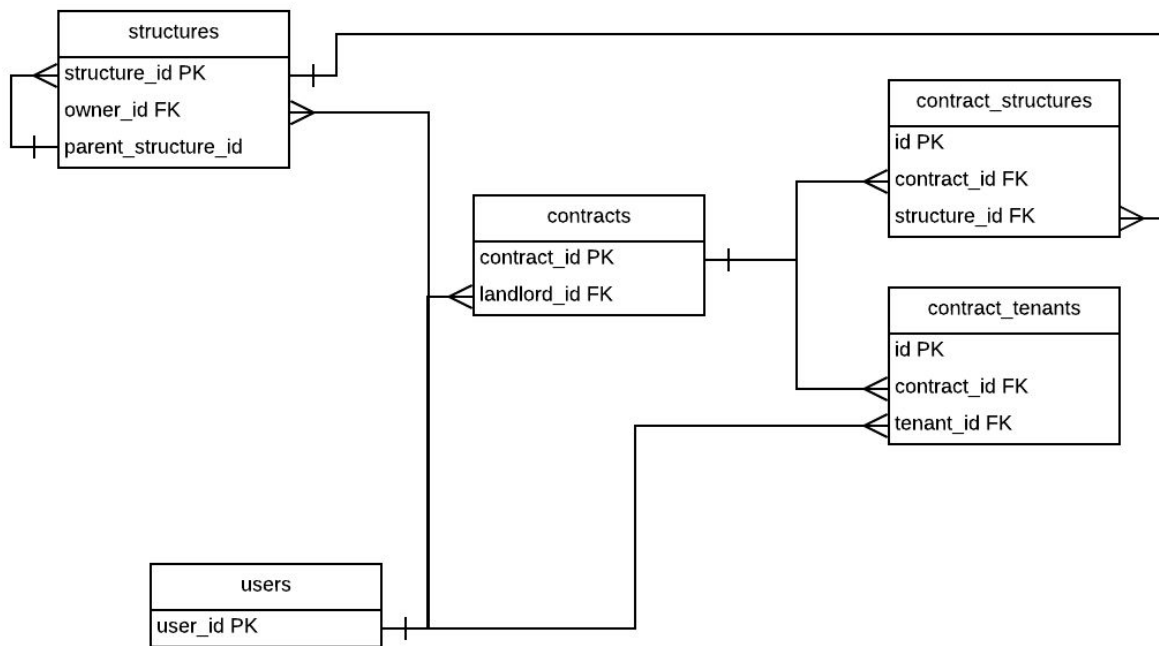 structures
structure_id PK
owner_id FK
parent_structure_id
contract_structures
id PK
contract_id FK
structure_id FK
contracts
contract_id PK
landlord_id FK
contract_tenants
id PK
contract_id FK
tenant_id FK
users
user_id PK